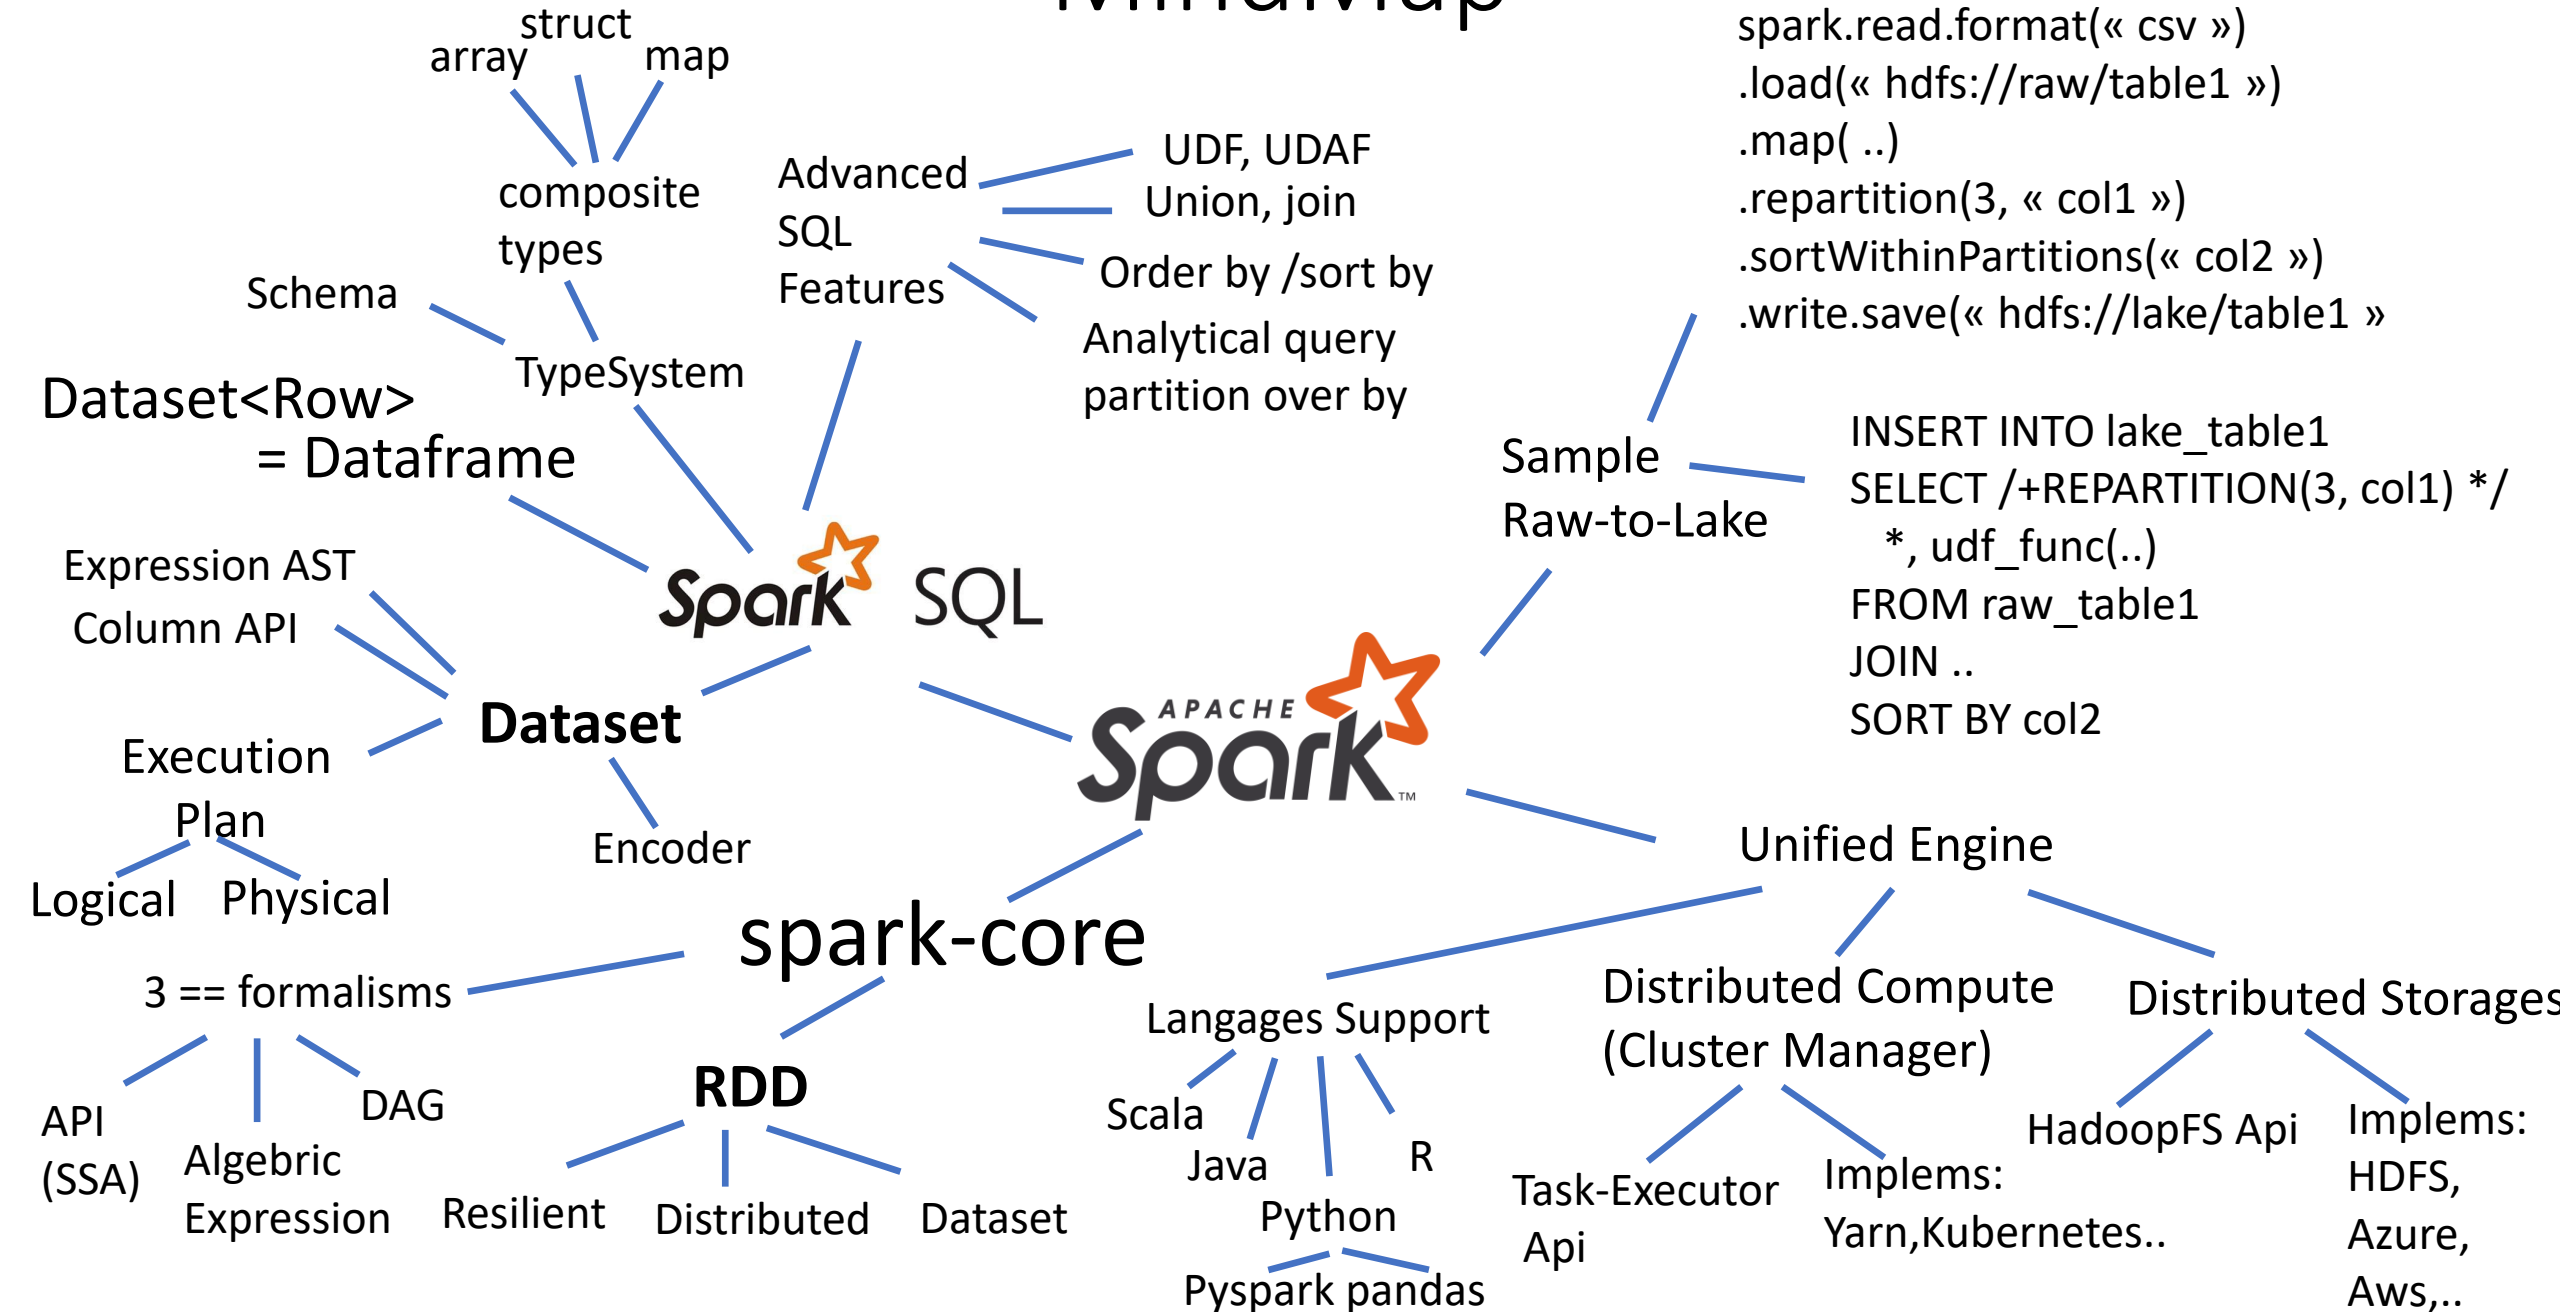 MindMap
struct
array
map
composite
types
Schema
TypeSystem
Dataset<Row>
= Dataframe
Advanced
SQL
Features
UDF, UDAF
Union, join
Order by /sort by
Analytical query
partition over by
spark.read.format(« csv »)
.load(« hdfs://raw/table1 »)
.map( ..)
.repartition(3, « col1 »)
.sortWithinPartitions(« col2 »)
.write.save(« hdfs://lake/table1 »
Sample
Raw-to-Lake
INSERT INTO lake_table1
SELECT /+REPARTITION(3, col1) */
*, udf_func(..)
FROM raw_table1
JOIN ..
SORT BY col2
Spark SQL
Expression AST
Column API
Dataset
Execution
Plan
Logical
Physical
Encoder
APACHE
Spark™
spark-core
3 == formalisms
API
(SSA)
Algebric
Expression
DAG
RDD
Resilient
Distributed
Dataset
Unified Engine
Langages Support
Scala
Java
Python
R
Pyspark pandas
Distributed Compute
(Cluster Manager)
Task-Executor
Api
Implems:
Yarn,Kubernetes..
Distributed Storages
HadoopFS Api
Implems:
HDFS,
Azure,
Aws,..